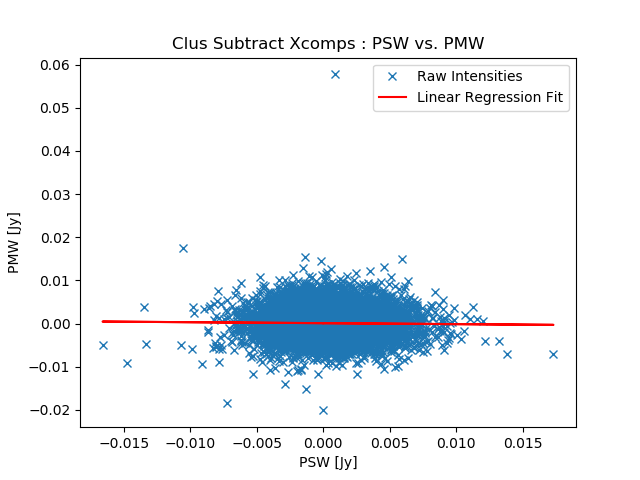 Clus Subtract Xcomps : PSW vs. PMW
Raw Intensities
Linear Regression Fit
PMW [Jy]
0.06
0.05
0.04
0.03
0.02
0.01
0.00
−0.01
−0.02
−0.015 −0.010 −0.005 0.000 0.005 0.010 0.015
PSW [Jy]